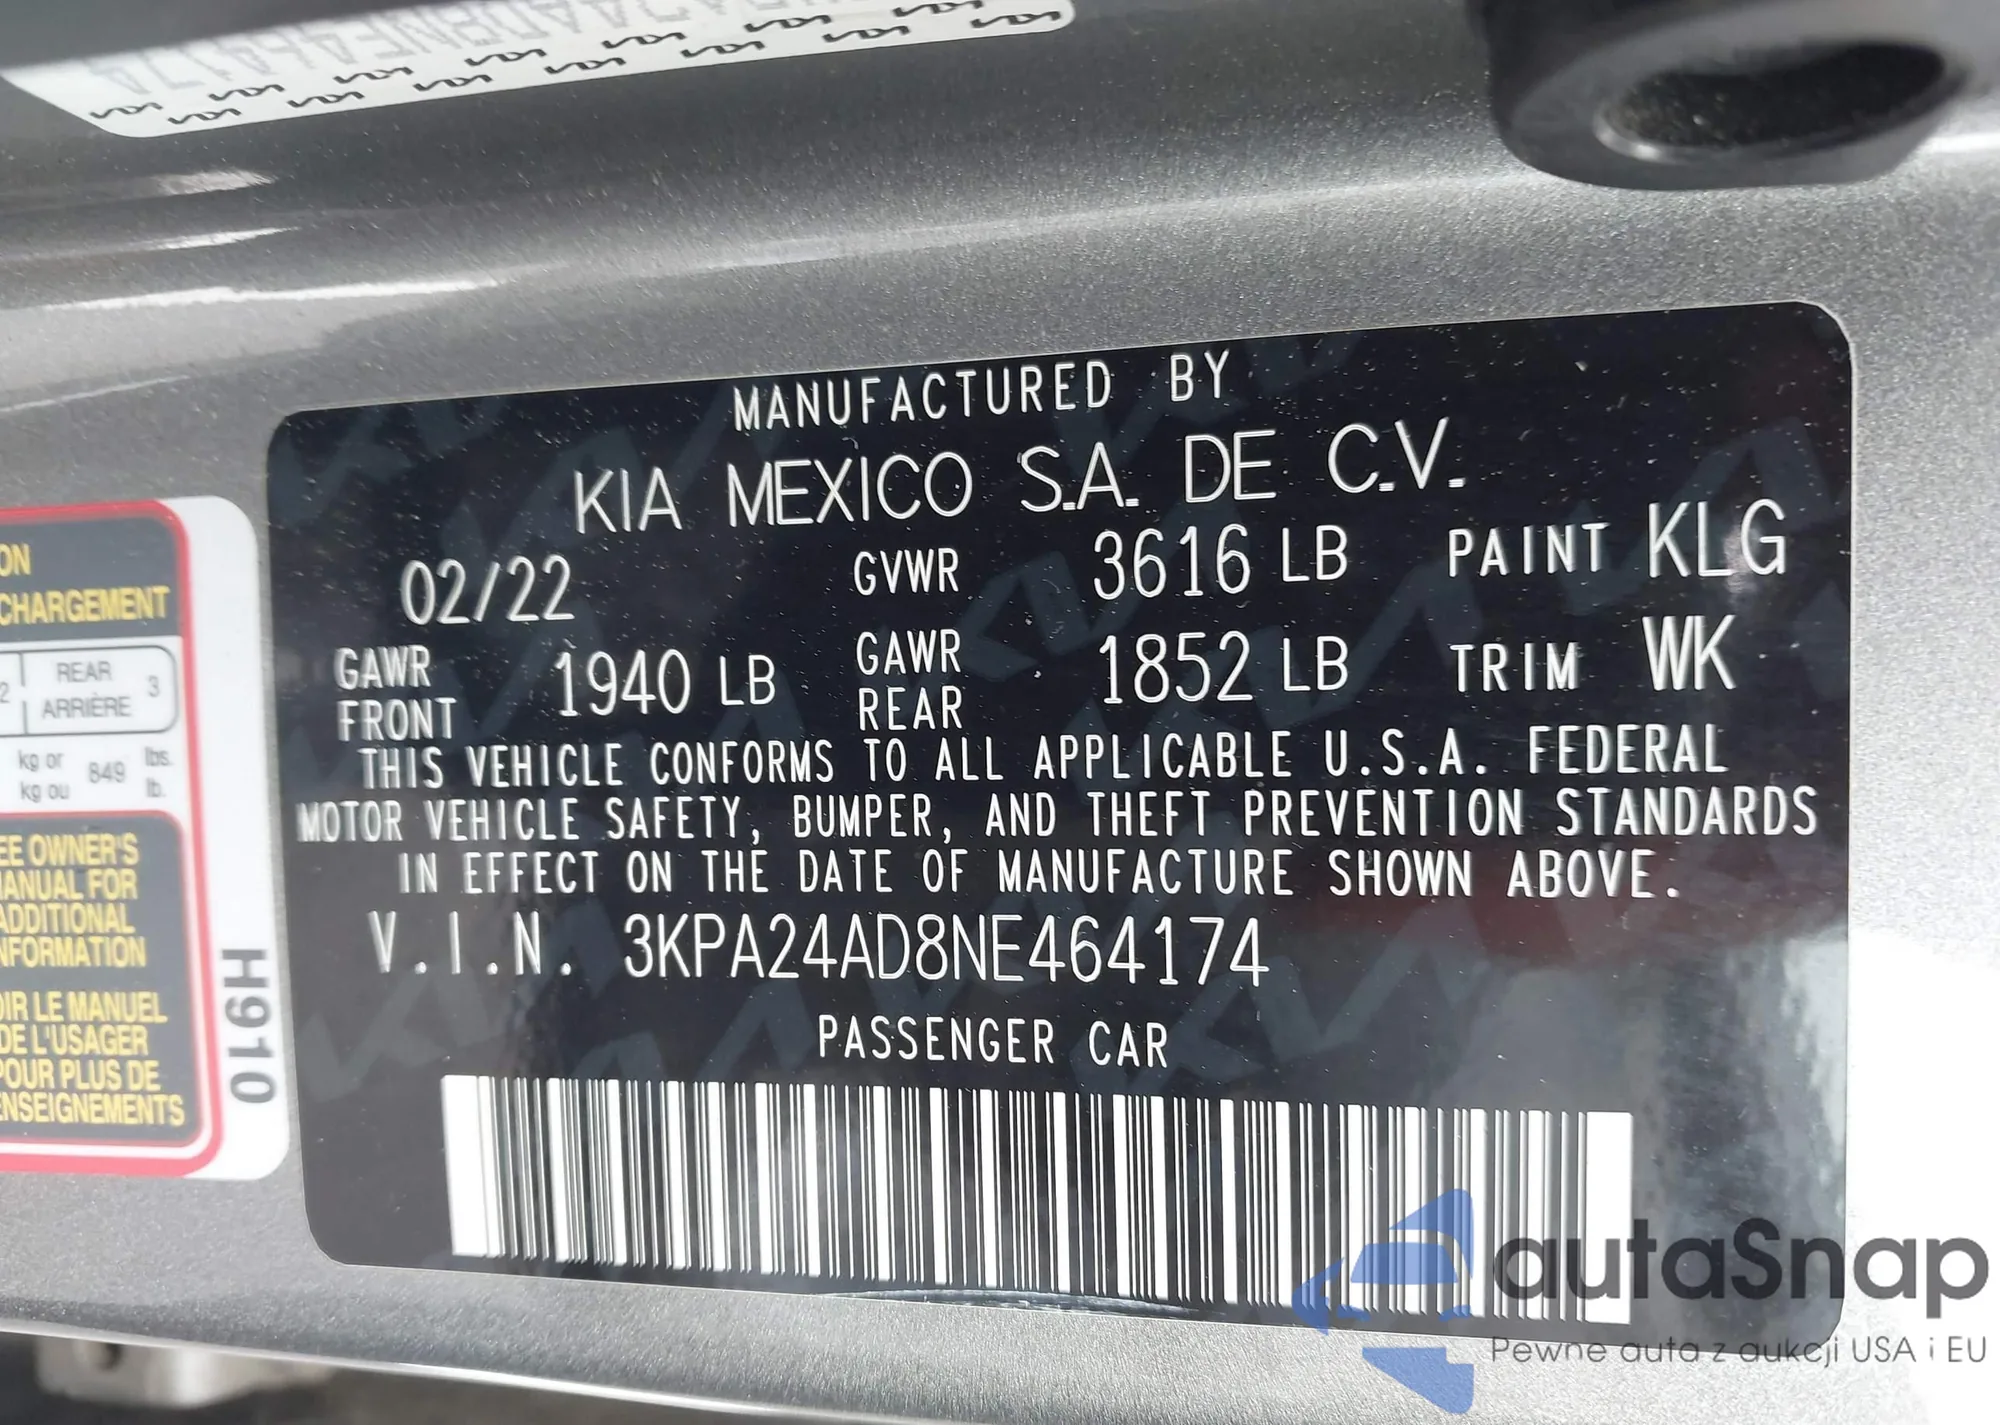 MANUFACTURED BY
KIA MEXICO S.A. DE C.V.
02/22 GVWR 3616 LB PAINT KLG
GAWR FRONT 1940 LB GAWR REAR 1852 LB TRIM WK
THIS VEHICLE CONFORMS TO ALL APPLICABLE U.S.A. FEDERAL
MOTOR VEHICLE SAFETY, BUMPER, AND THEFT PREVENTION STANDARDS
IN EFFECT ON THE DATE OF MANUFACTURE SHOWN ABOVE.
V.I.N. 3KPA24AD8NE464174
PASSENGER CAR
ON
CHARGEMENT
2 REAR
ARRIÈRE 3
kg or 849 lbs.
kg ou lb.
EE OWNER'S
ANUAL FOR
ADDITIONAL
NFORMATION
OIR LE MANUEL
DE L'USAGER
POUR PLUS DE
ENSEIGNEMENTS
H910
autaSnap
Pewne auta z aukcji USA i EU